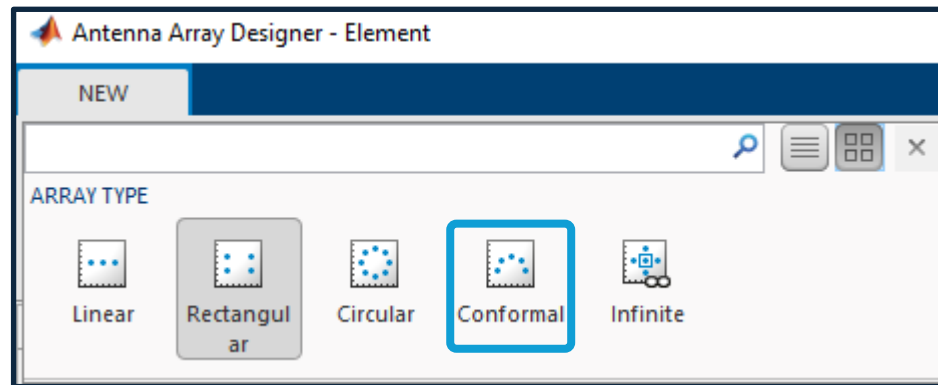 Antenna Array Designer - Element
NEW
ARRAY TYPE
Linear
Rectangul
ar
Circular
Conformal
Infinite